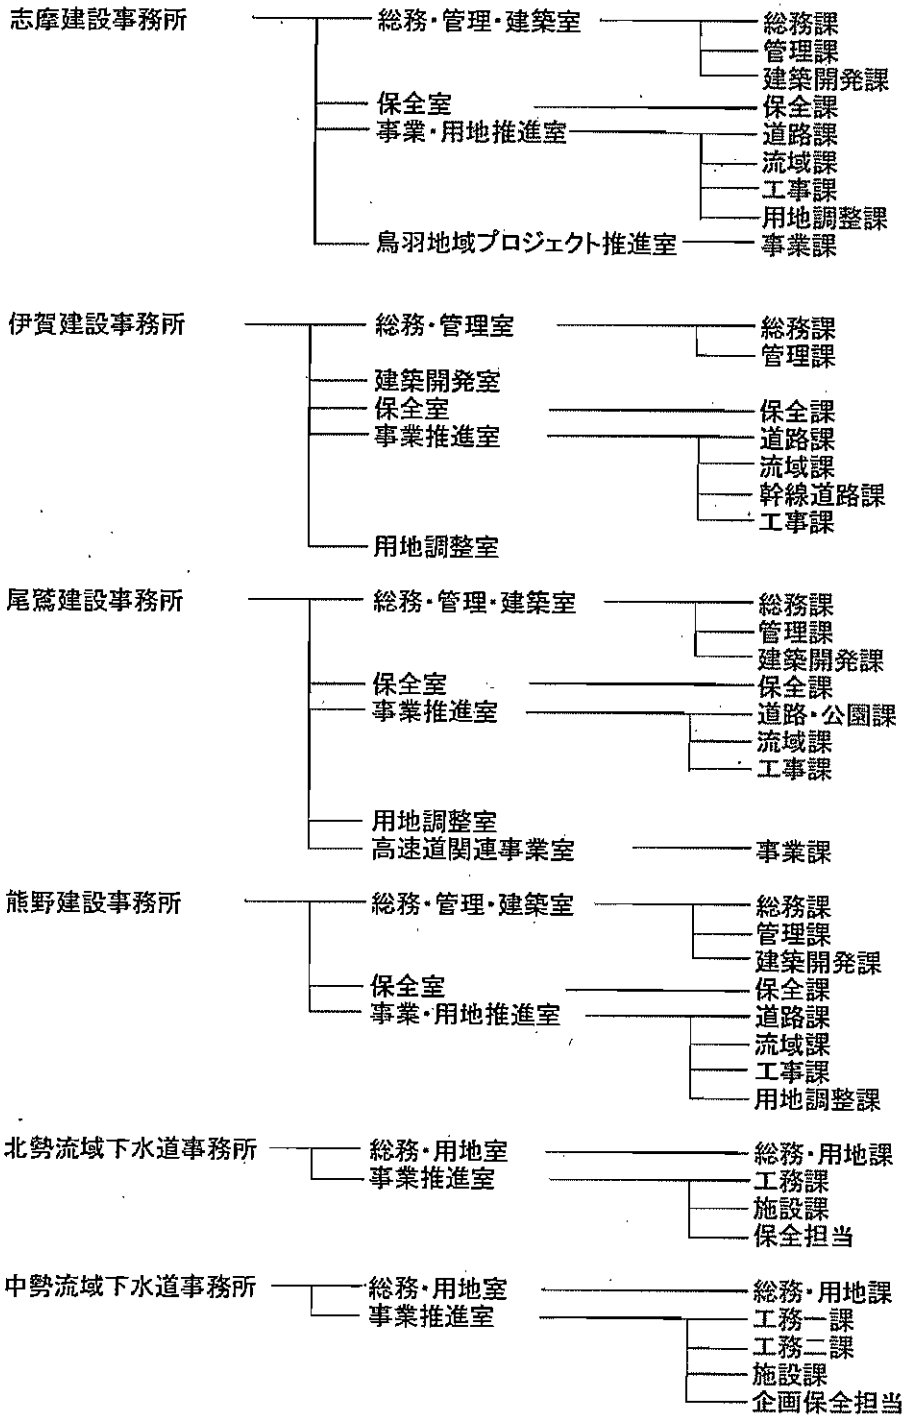 志摩建設事務所 総務・管理・建築室 総務課
管理課
建築開発課
保全室 保全課
事業・用地推進室 道路課
流域課
工事課
用地調整課
鳥羽地域プロジェクト推進室 事業課
伊賀建設事務所 総務・管理室 総務課
管理課
建築開発室
保全室 保全課
事業推進室 道路課
流域課
幹線道路課
工事課
用地調整室
尾鷲建設事務所 総務・管理・建築室 総務課
管理課
建築開発課
保全室 保全課
事業推進室 道路・公園課
流域課
工事課
用地調整室
高速道関連事業室 事業課
熊野建設事務所 総務・管理・建築室 総務課
管理課
建築開発課
保全室 保全課
事業・用地推進室 道路課
流域課
工事課
用地調整課
北勢流域下水道事務所 総務・用地室 総務・用地課
事業推進室 工務課
施設課
保全担当
中勢流域下水道事務所 総務・用地室 総務・用地課
事業推進室 工務一課
工務二課
施設課
企画保全担当